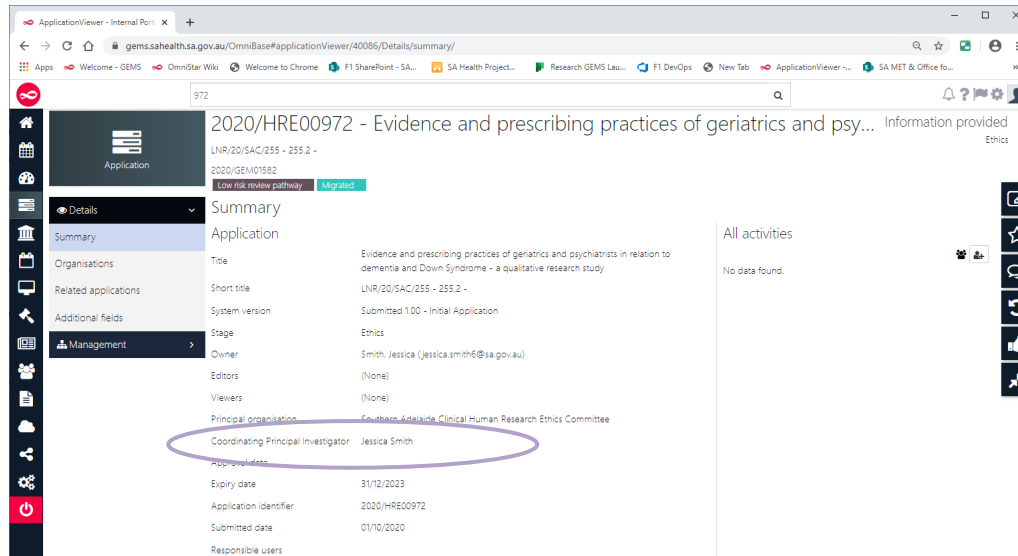 ApplicationViewer - Internal Port
gems.sahealth.sa.gov.au/OmniBase#applicationViewer/40086/Details/summary/
Apps Welcome - GEMS OmniStar Wiki Welcome to Chrome F1 SharePoint - SA... SA Health Project... Research GEMS Lau... F1 DevOps New Tab ApplicationViewer -... SA MET & Office fo...
972
2020/HRE00972 - Evidence and prescribing practices of geriatrics and psy... Information provided
Ethics
LNR/20/SAC/255 - 255.2 -
2020/GEM01582
Low risk review pathway Migrated
Application
Details
Summary
Organisations
Related applications
Additional fields
Management
Summary
Application
Title Evidence and prescribing practices of geriatrics and psychiatrists in relation to
dementia and Down Syndrome - a qualitative research study
Short title LNR/20/SAC/255 - 255.2 -
System version Submitted 1.00 - Initial Application
Stage Ethics
Owner Smith, Jessica (jessica.smith6@sa.gov.au)
Editors (None)
Viewers (None)
Principal organisation Southern Adelaide Clinical Human Research Ethics Committee
Coordinating Principal Investigator Jessica Smith
Approval date
Expiry date 31/12/2023
Application identifier 2020/HRE00972
Submitted date 01/10/2020
Responsible users
All activities
No data found.